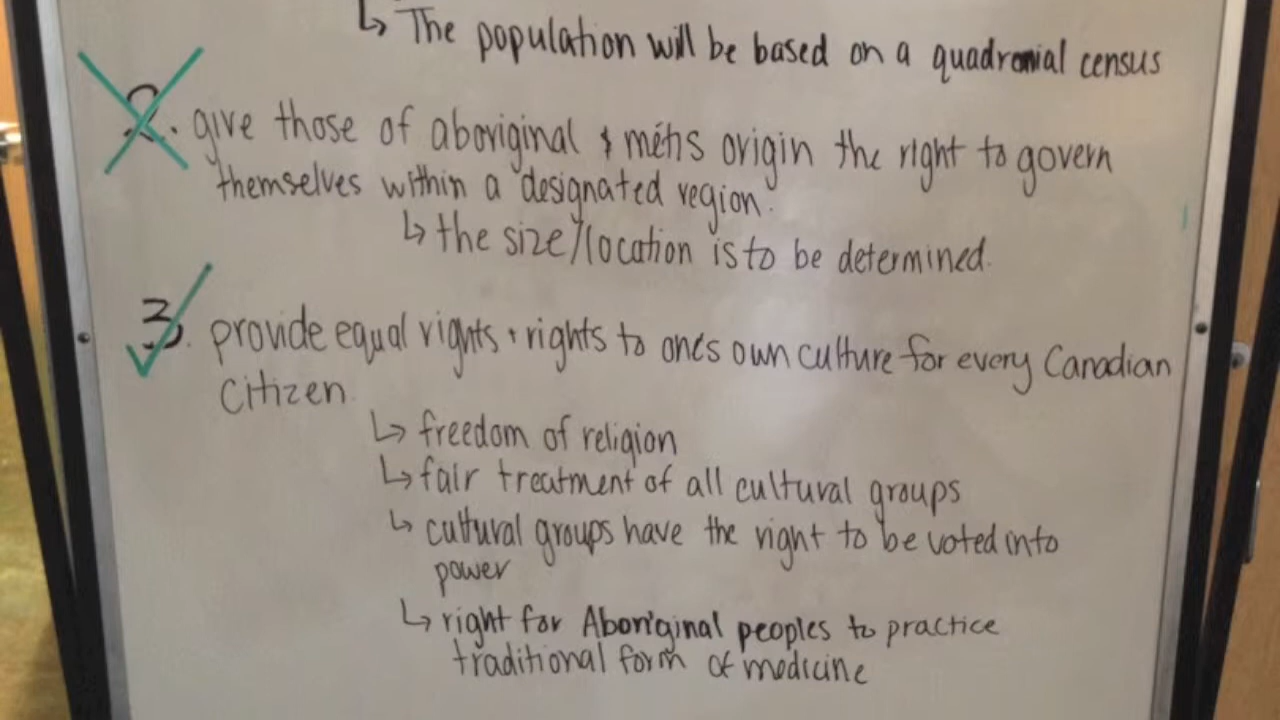 ↳ The population will be based on a quadronial census
2. give those of aboriginal & métis origin the right to govern
themselves within a designated region.
↳ the size/location is to be determined.
3. provide equal rights + rights to one's own culture for every Canadian
citizen.
↳ freedom of religion
↳ fair treatment of all cultural groups
↳ cultural groups have the right to be voted into
power
↳ right for Aboriginal peoples to practice
traditional form of medicine